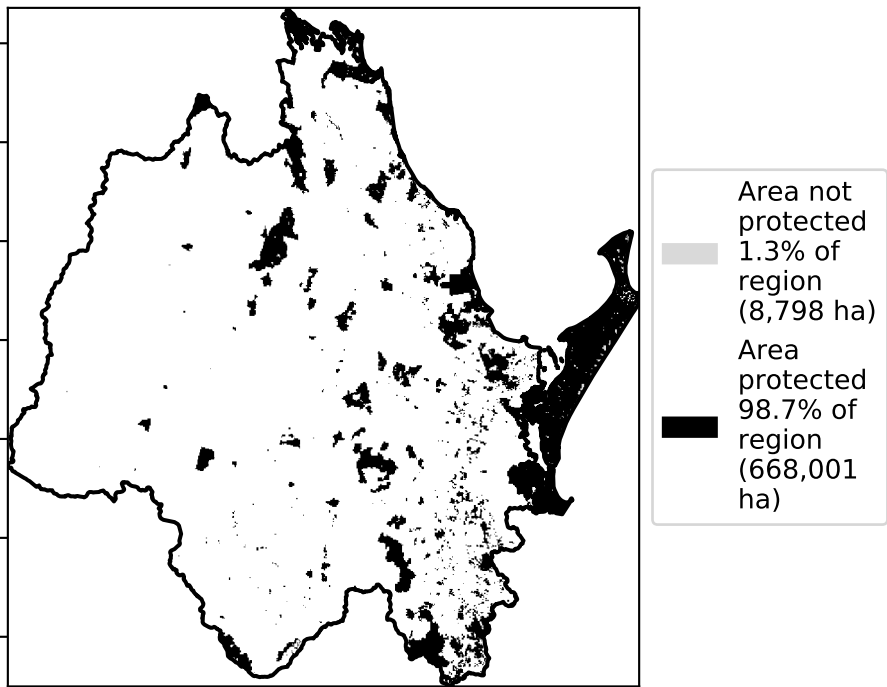 Area not
protected
1.3% of
region
(8,798 ha)
Area
protected
98.7% of
region
(668,001
ha)